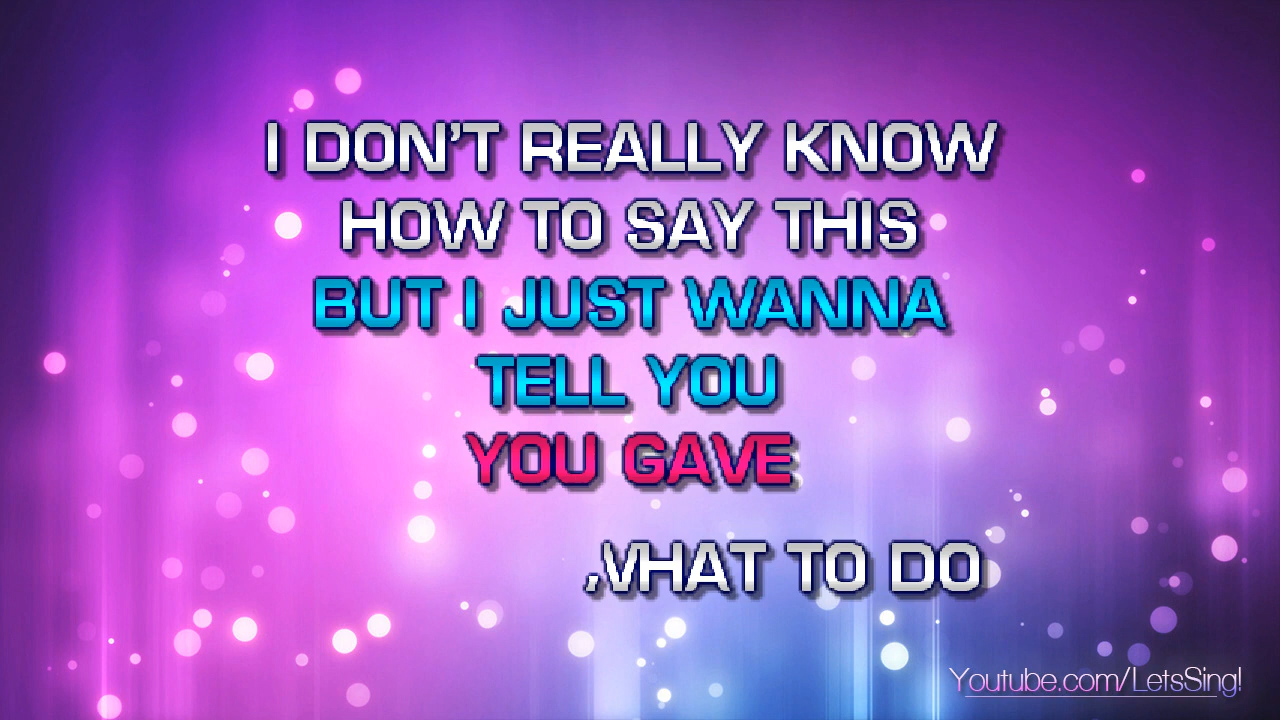 I DON'T REALLY KNOW
HOW TO SAY THIS
BUT I JUST WANNA
TELL YOU
YOU GAVE
WHAT TO DO
Youtube.com/LetsSing!